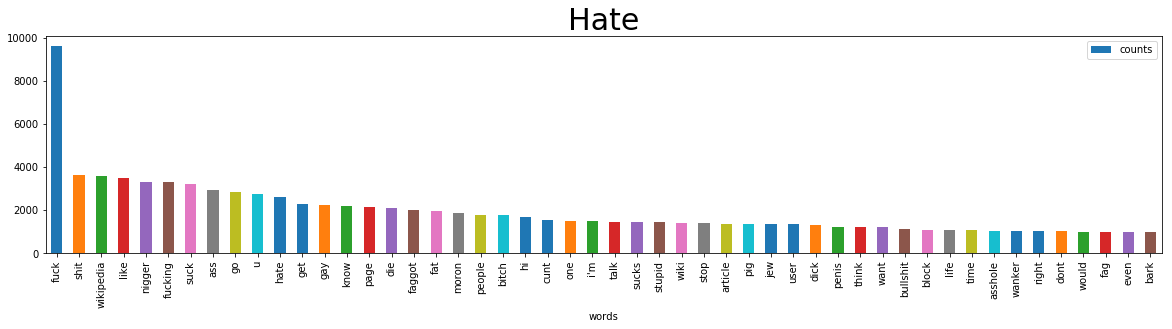 Hate
counts
10000
8000
6000
4000
2000
0
fuck
shit
wikipedia
like
nigger
fucking
suck
ass
go
u
hate
get
gay
know
page
die
faggot
fat
moron
people
bitch
hi
cunt
one
i'm
talk
sucks
stupid
wiki
stop
article
pig
jew
user
dick
penis
think
want
bullshit
block
life
time
asshole
wanker
right
dont
would
fag
even
bark
words